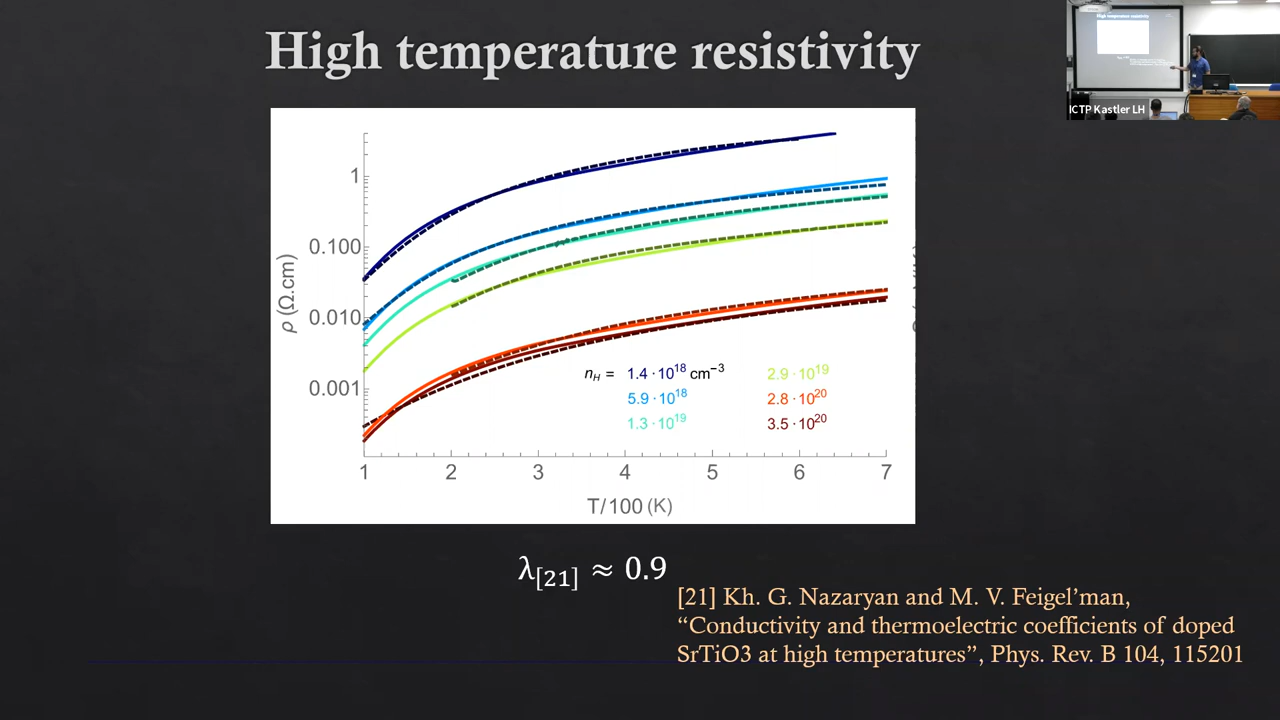 High temperature resistivity
ICTP Kastler LH
ρ (Ω.cm)
1
0.100
0.010
0.001
n_H = 1.4·10^18 cm^−3
5.9·10^18
1.3·10^19
2.9·10^19
2.8·10^20
3.5·10^20
1 2 3 4 5 6 7
T/100 (K)
λ_[21] ≈ 0.9
[21] Kh. G. Nazaryan and M. V. Feigel’man,
“Conductivity and thermoelectric coefficients of doped
SrTiO3 at high temperatures”, Phys. Rev. B 104, 115201